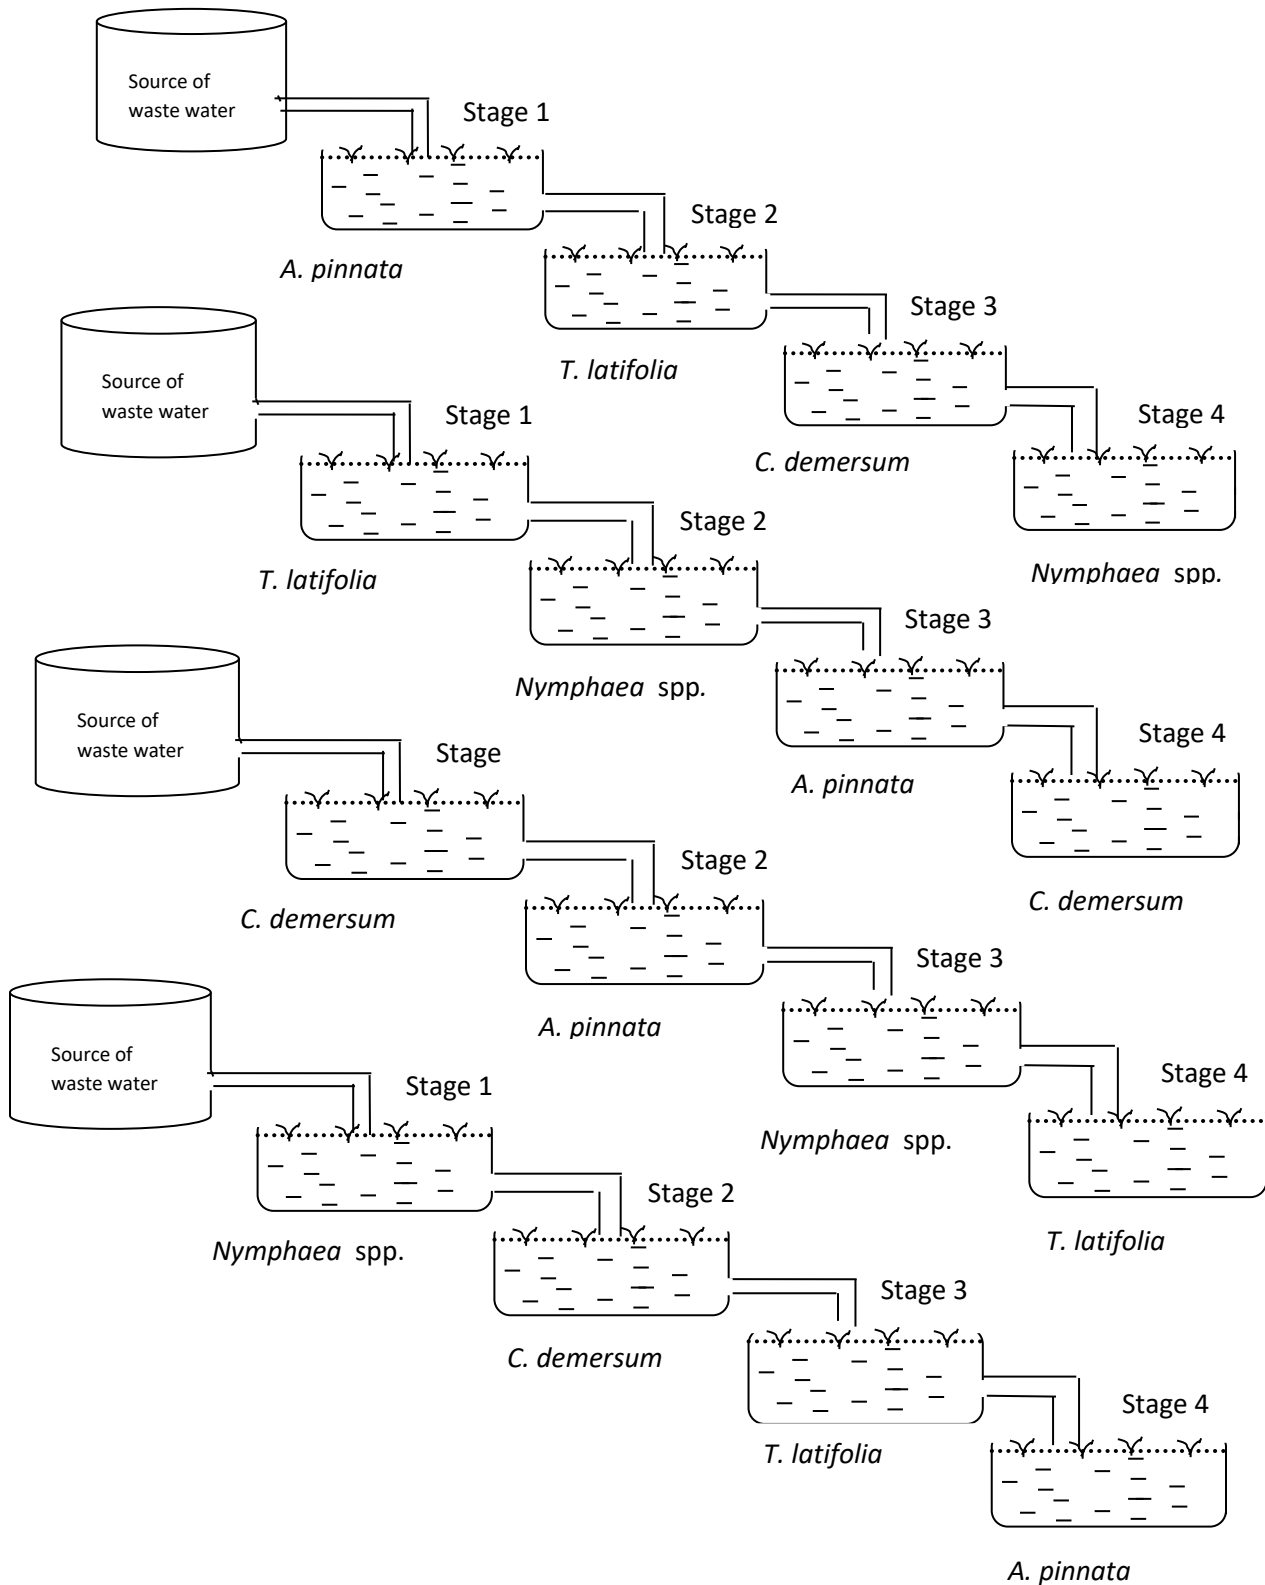 Source of
waste water
Stage 1
A. pinnata
Stage 2
T. latifolia
Stage 3
C. demersum
Stage 4
Nymphaea spp.
Source of
waste water
Stage 1
T. latifolia
Stage 2
Nymphaea spp.
Stage 3
A. pinnata
Stage 4
C. demersum
Source of
waste water
Stage
C. demersum
Stage 2
A. pinnata
Stage 3
Nymphaea spp.
Stage 4
T. latifolia
Source of
waste water
Stage 1
Nymphaea spp.
Stage 2
C. demersum
Stage 3
T. latifolia
Stage 4
A. pinnata